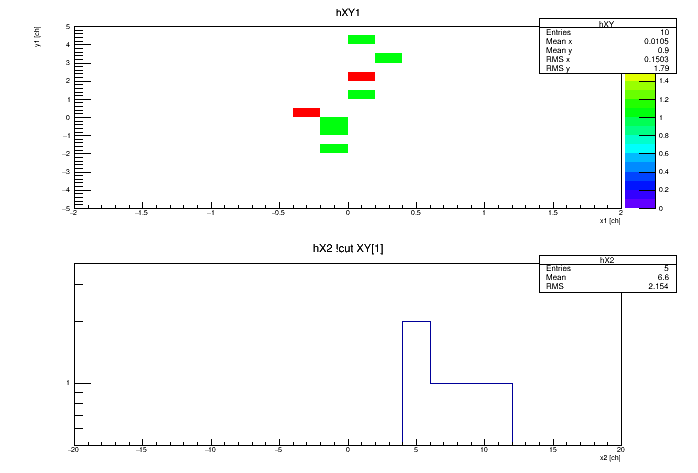 hXY1
y1 [ch]
hXY
Entries 10
Mean x 0.0105
Mean y 0.9
RMS x 0.1503
RMS y 1.79
5
4
3
2
1
0
−1
−2
−3
−4
−5
1.4
1.2
1
0.8
0.6
0.4
0.2
0
−2 −1.5 −1 −0.5 0 0.5 1 1.5 2
x1 [ch]
hX2 !cut XY[1]
hX2
Entries 5
Mean 6.6
RMS 2.154
1
−20 −15 −10 −5 0 5 10 15 20
x2 [ch]